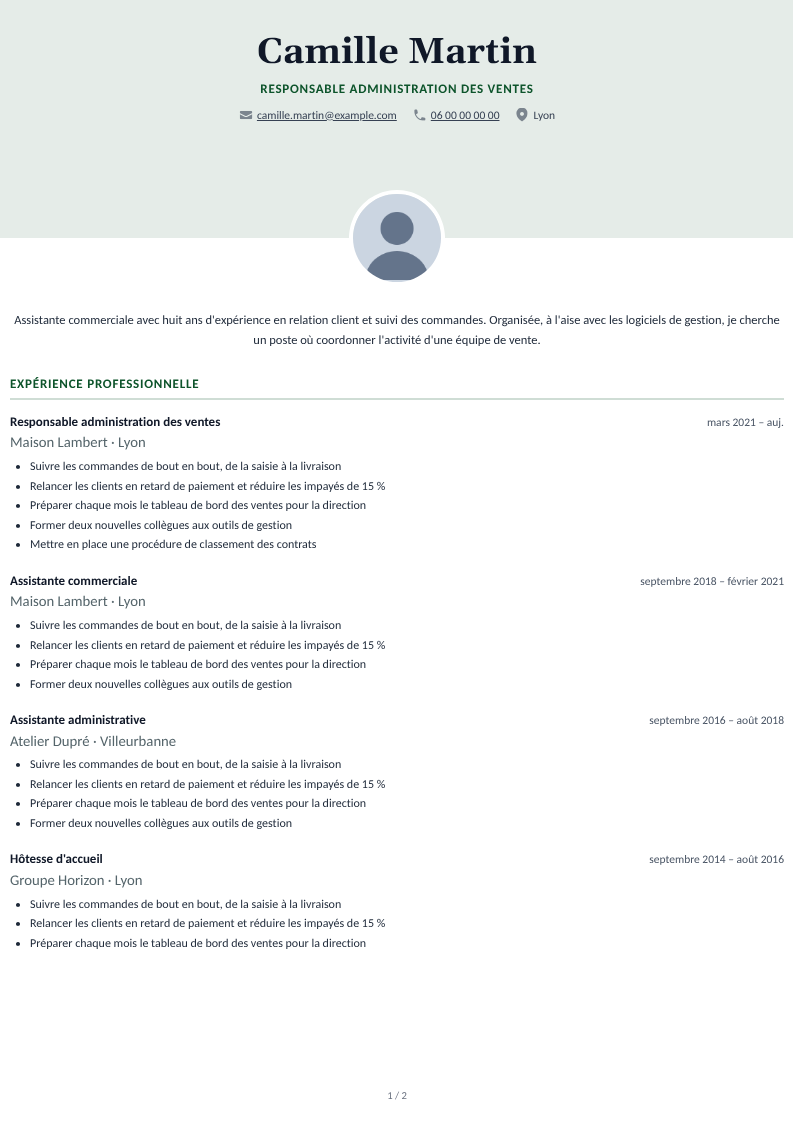 Camille Martin
RESPONSABLE ADMINISTRATION DES VENTES
camille.martin@example.com 06 00 00 00 00 Lyon
Assistante commerciale avec huit ans d'expérience en relation client et suivi des commandes. Organisée, à l'aise avec les logiciels de gestion, je cherche
un poste où coordonner l'activité d'une équipe de vente.
EXPÉRIENCE PROFESSIONNELLE
Responsable administration des ventes mars 2021 – auj.
Maison Lambert · Lyon
• Suivre les commandes de bout en bout, de la saisie à la livraison
• Relancer les clients en retard de paiement et réduire les impayés de 15 %
• Préparer chaque mois le tableau de bord des ventes pour la direction
• Former deux nouvelles collègues aux outils de gestion
• Mettre en place une procédure de classement des contrats
Assistante commerciale septembre 2018 – février 2021
Maison Lambert · Lyon
• Suivre les commandes de bout en bout, de la saisie à la livraison
• Relancer les clients en retard de paiement et réduire les impayés de 15 %
• Préparer chaque mois le tableau de bord des ventes pour la direction
• Former deux nouvelles collègues aux outils de gestion
Assistante administrative septembre 2016 – août 2018
Atelier Dupré · Villeurbanne
• Suivre les commandes de bout en bout, de la saisie à la livraison
• Relancer les clients en retard de paiement et réduire les impayés de 15 %
• Préparer chaque mois le tableau de bord des ventes pour la direction
• Former deux nouvelles collègues aux outils de gestion
Hôtesse d'accueil septembre 2014 – août 2016
Groupe Horizon · Lyon
• Suivre les commandes de bout en bout, de la saisie à la livraison
• Relancer les clients en retard de paiement et réduire les impayés de 15 %
• Préparer chaque mois le tableau de bord des ventes pour la direction
1 / 2